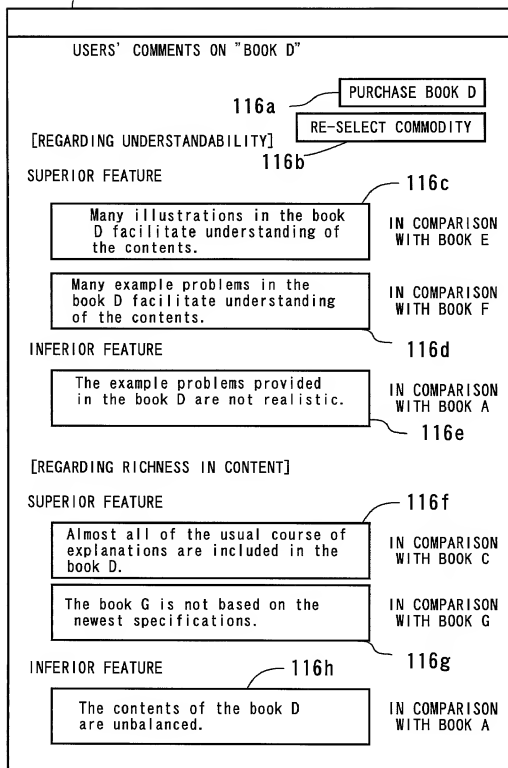 USERS' COMMENTS ON "BOOK D"
116a
PURCHASE BOOK D
RE-SELECT COMMODITY
116b
[REGARDING UNDERSTANDABILITY]
SUPERIOR FEATURE
116c
Many illustrations in the book
D facilitate understanding of
the contents.
IN COMPARISON
WITH BOOK E
Many example problems in the
book D facilitate understanding
of the contents.
IN COMPARISON
WITH BOOK F
116d
INFERIOR FEATURE
The example problems provided
in the book D are not realistic.
IN COMPARISON
WITH BOOK A
116e
[REGARDING RICHNESS IN CONTENT]
SUPERIOR FEATURE
116f
Almost all of the usual course of
explanations are included in the
book D.
IN COMPARISON
WITH BOOK C
The book G is not based on the
newest specifications.
IN COMPARISON
WITH BOOK G
116g
INFERIOR FEATURE
116h
The contents of the book D
are unbalanced.
IN COMPARISON
WITH BOOK A